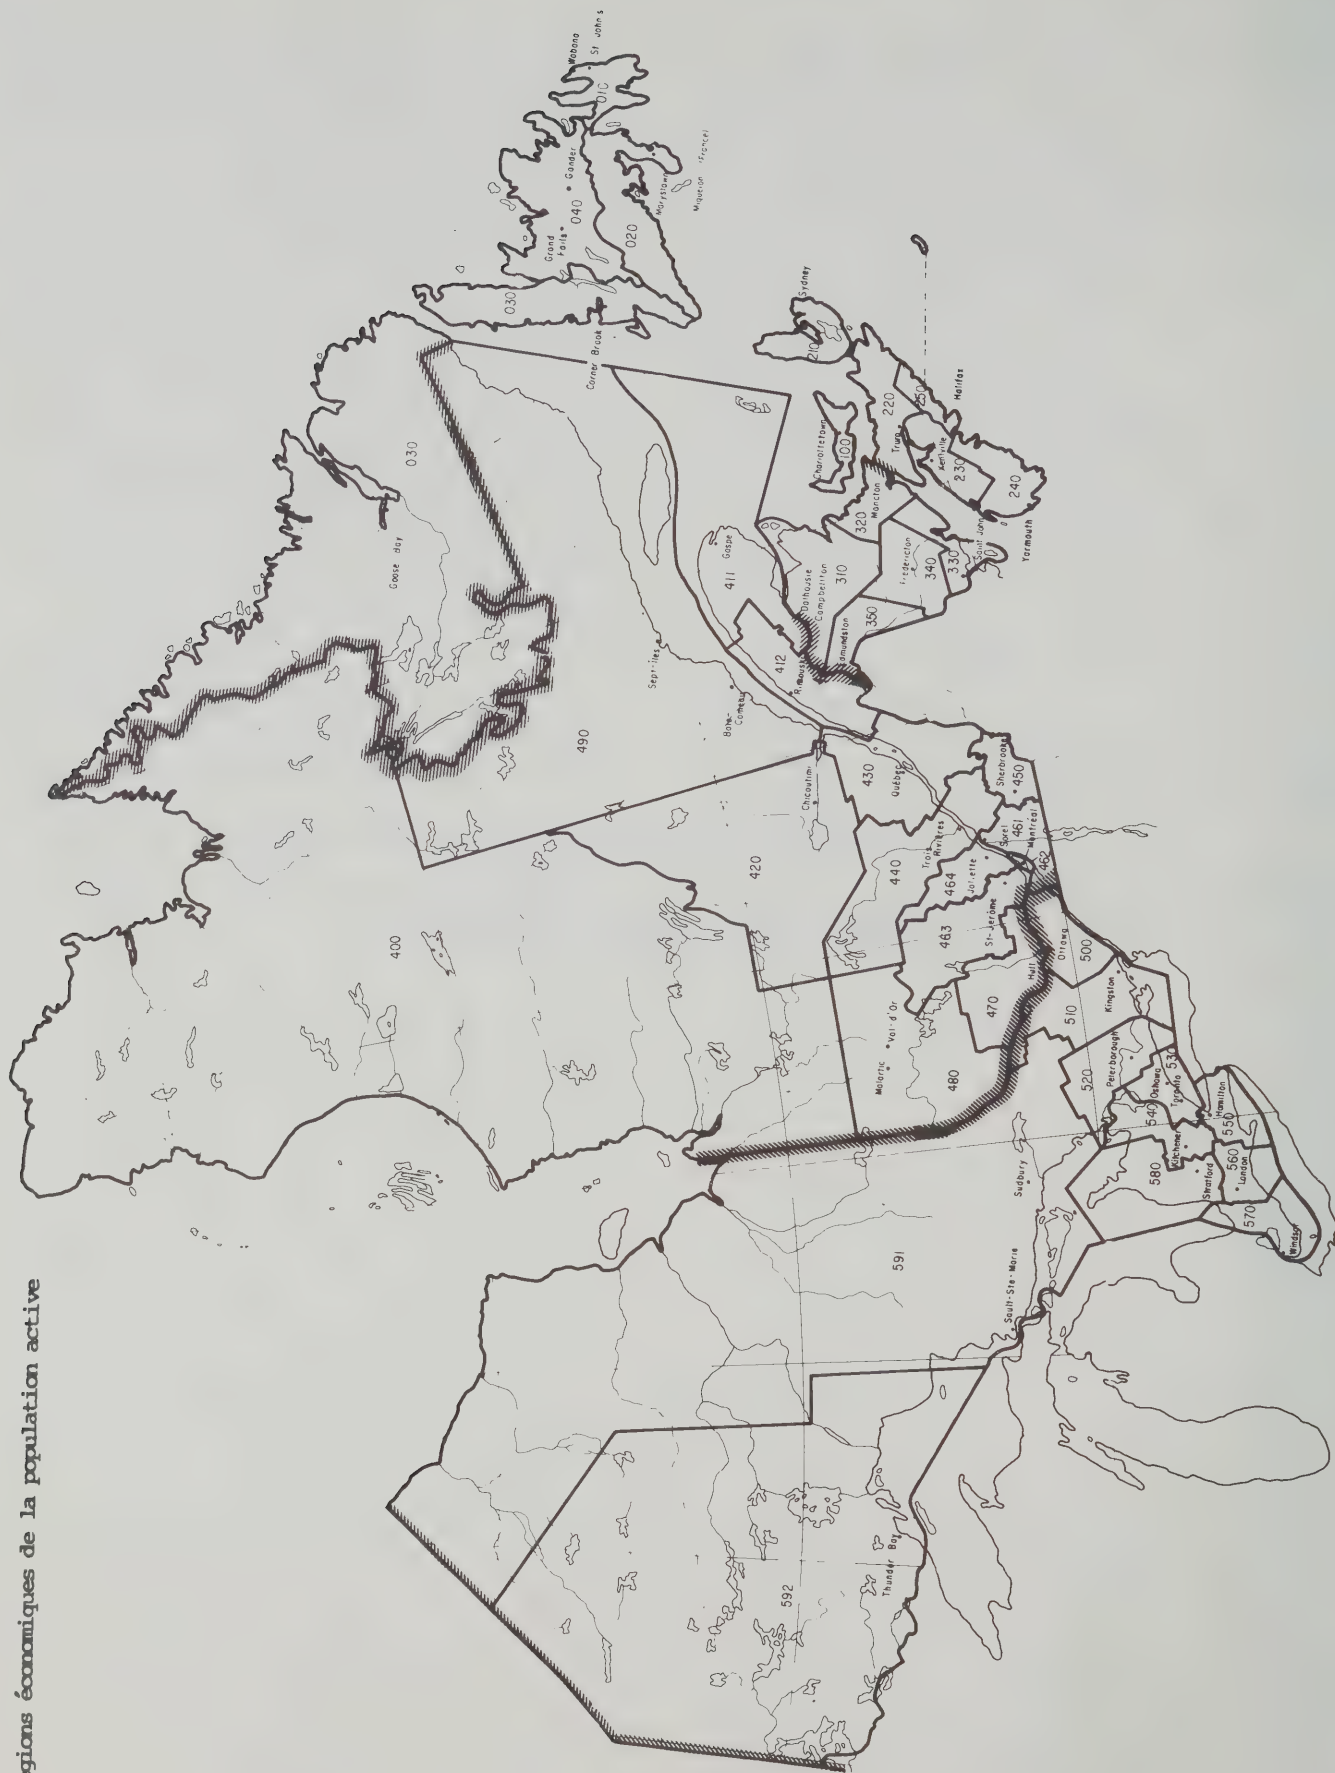 gions économiques de la population active
Wabana
St John's
010
Gander
040
Grand
Falls
Marystown
Miquelon (France)
020
030
Corner Brook
030
Goose Bay
Sydney
210
220
250
Halifax
Charlottetown
100
Truro
Kentville
230
240
Yarmouth
Moncton
320
Saint John
330
Fredericton
340
310
350
Dalhousie
Campbellton
Edmundston
Gaspé
411
412
Rimouski
Sept-Iles
Baie-
Comeau
490
Chicoutimi
430
Québec
420
400
440
Trois
Rivières
Sherbrooke
450
Sorel
461
Montréal
462
464
Joliette
463
St-Jérôme
Hull
Ottawa
500
470
Malartic
Val-d'Or
480
510
Kingston
520
Peterborough
530
Oshawa
Toronto
540
Hamilton
550
Kitchener
580
Stratford
560
London
570
Windsor
Sudbury
591
Sault-Ste-Marie
592
Thunder Bay